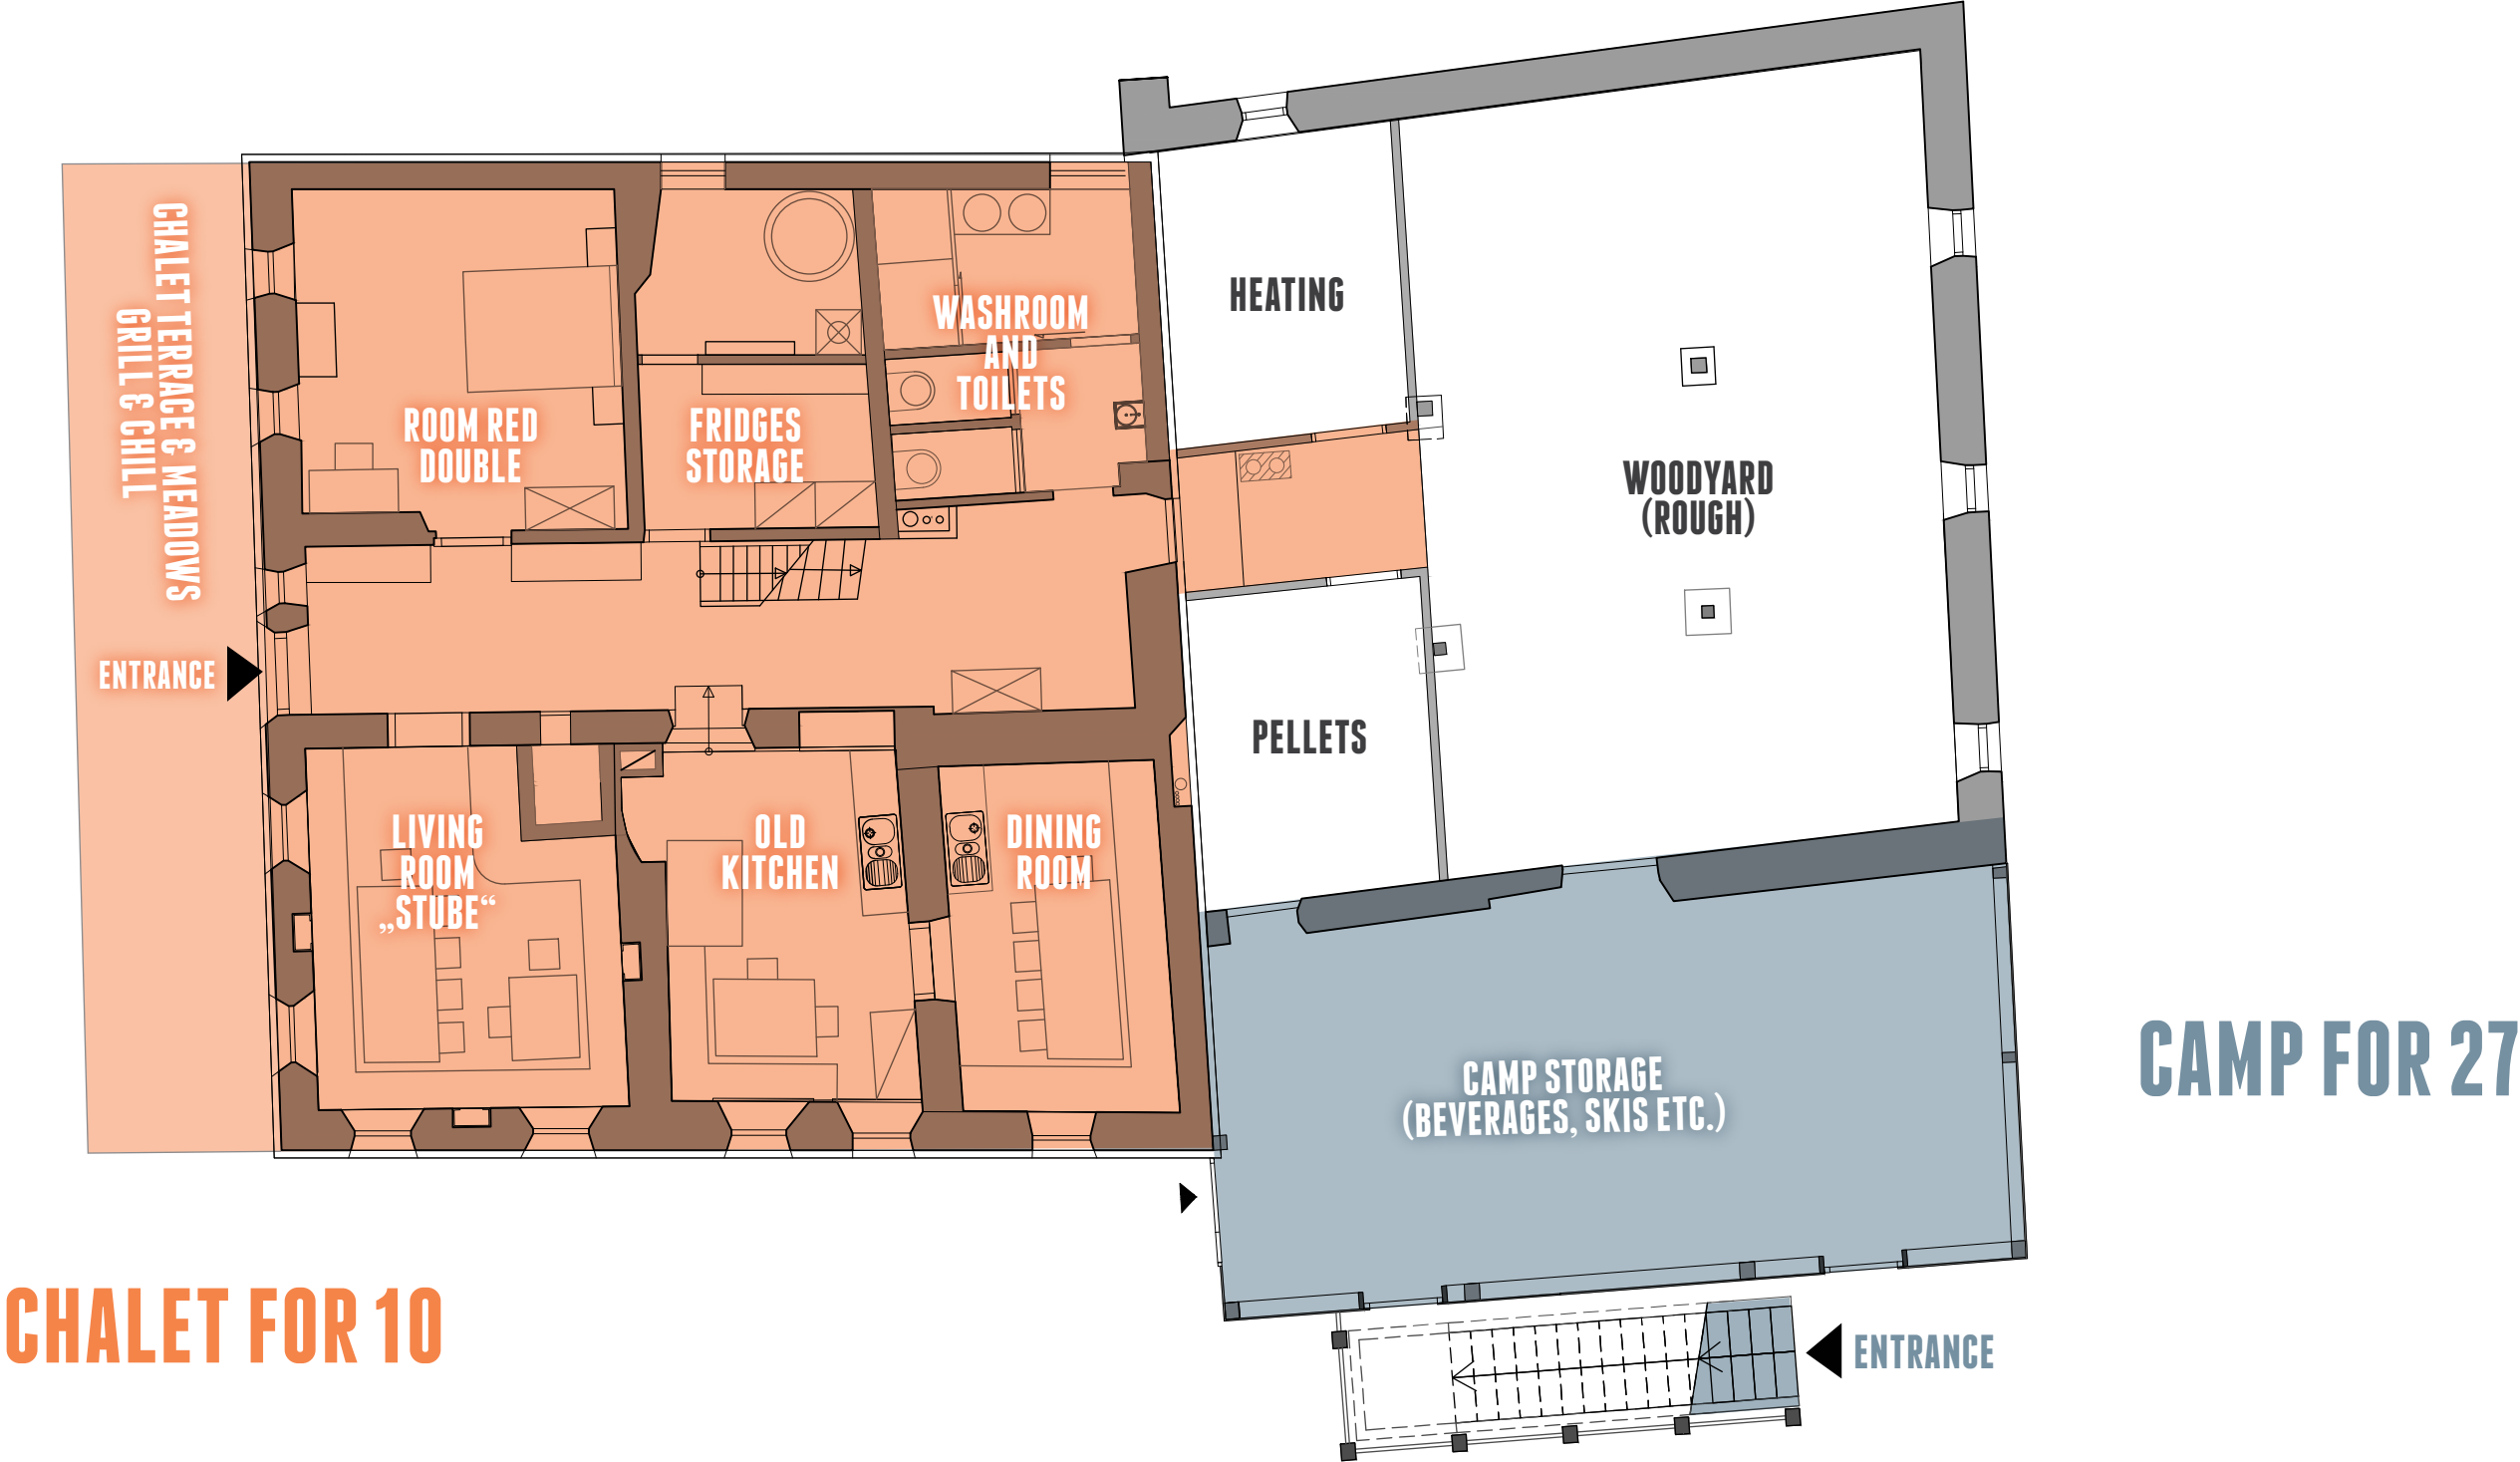 CHALET TERRACE & MEADOWS
GRILL & CHILL
ENTRANCE
ROOM RED
DOUBLE
FRIDGES
STORAGE
WASHROOM
AND
TOILETS
HEATING
WOODYARD
(ROUGH)
PELLETS
LIVING
ROOM
„STUBE“
OLD
KITCHEN
DINING
ROOM
CAMP STORAGE
(BEVERAGES, SKIS ETC.)
CAMP FOR 27
CHALET FOR 10
ENTRANCE